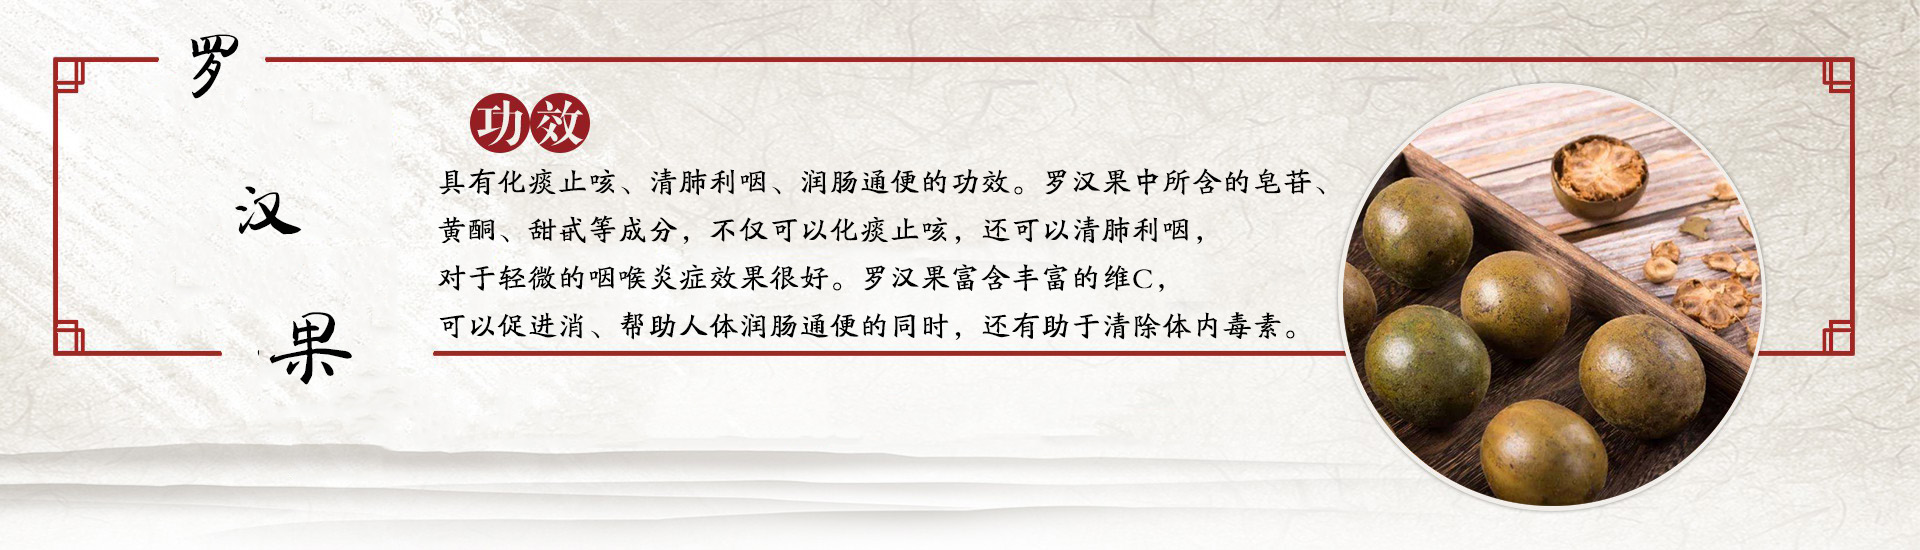 罗
汉
果
功效
具有化痰止咳、清肺利咽、润肠通便的功效。罗汉果中所含的皂苷、
黄酮、甜甙等成分，不仅可以化痰止咳，还可以清肺利咽，
对于轻微的咽喉炎症效果很好。罗汉果富含丰富的维C，
可以促进消、帮助人体润肠通便的同时，还有助于清除体内毒素。